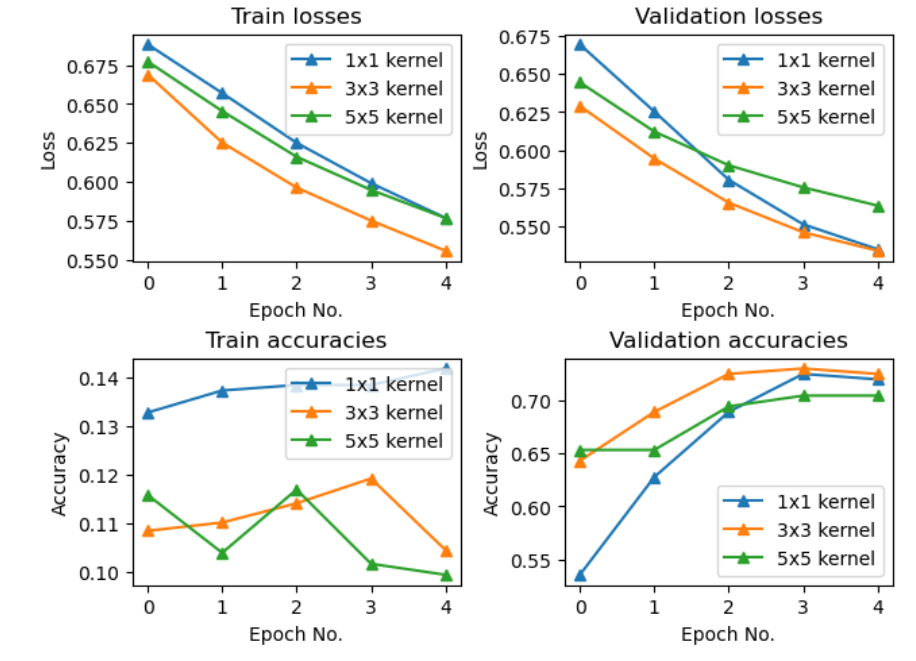 Train losses
Loss
0.675
0.650
0.625
0.600
0.575
0.550
1x1 kernel
3x3 kernel
5x5 kernel
0 1 2 3 4
Epoch No.
Validation losses
Loss
0.675
0.650
0.625
0.600
0.575
0.550
1x1 kernel
3x3 kernel
5x5 kernel
0 1 2 3 4
Epoch No.
Train accuracies
Accuracy
0.14
0.13
0.12
0.11
0.10
1x1 kernel
3x3 kernel
5x5 kernel
0 1 2 3 4
Epoch No.
Validation accuracies
Accuracy
0.70
0.65
0.60
0.55
1x1 kernel
3x3 kernel
5x5 kernel
0 1 2 3 4
Epoch No.